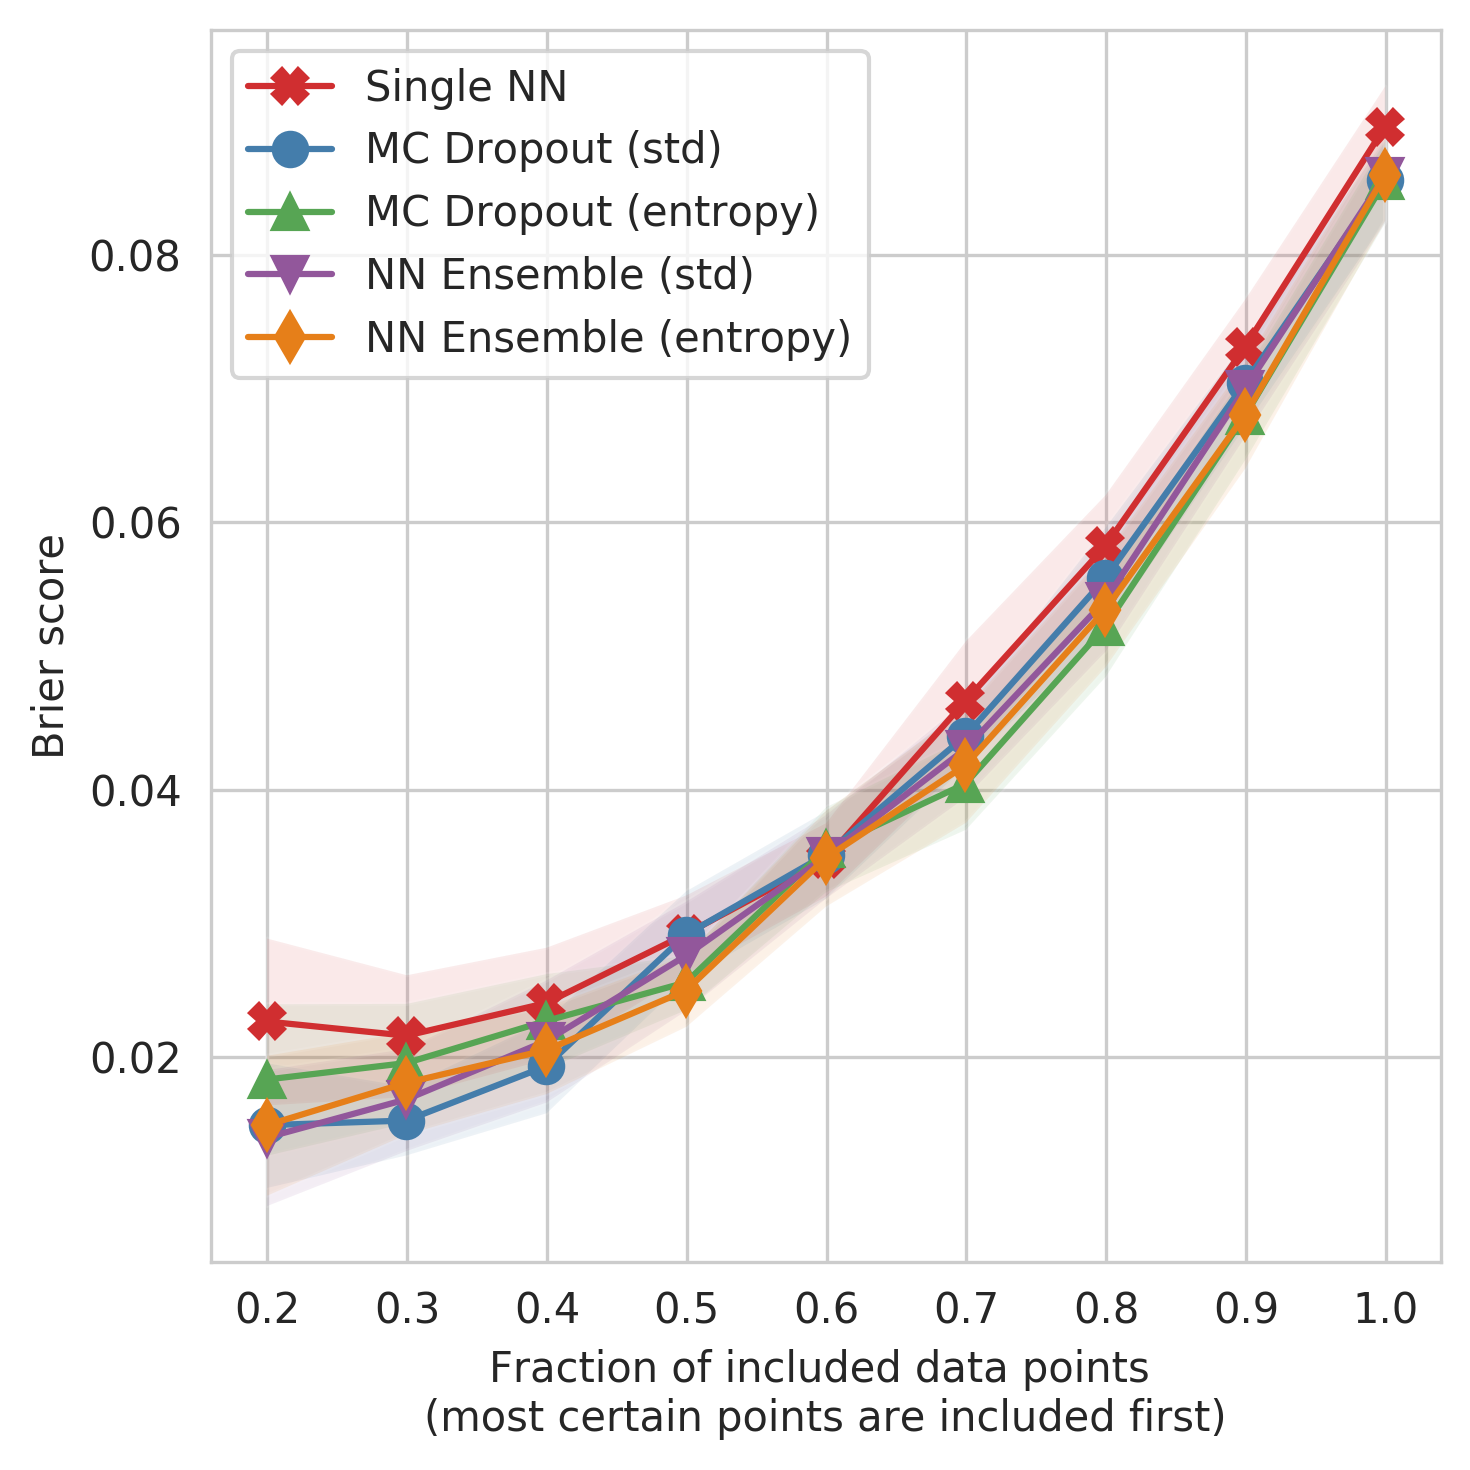 Single NN
MC Dropout (std)
MC Dropout (entropy)
NN Ensemble (std)
NN Ensemble (entropy)
0.08
0.06
0.04
0.02
Brier score
0.2 0.3 0.4 0.5 0.6 0.7 0.8 0.9 1.0
Fraction of included data points
(most certain points are included first)